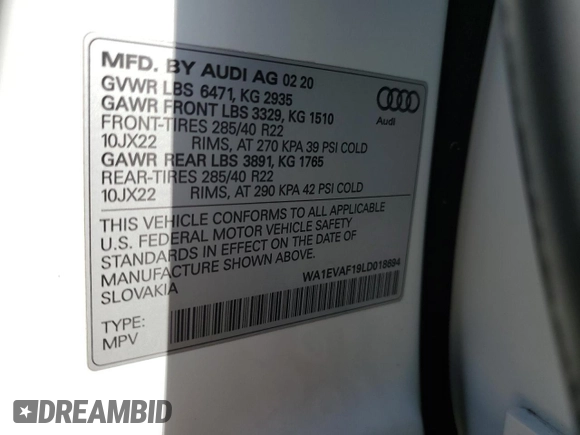 MFD. BY AUDI AG 02 20
GVWR LBS 6471, KG 2935
GAWR FRONT LBS 3329, KG 1510
FRONT-TIRES 285/40 R22
10JX22 RIMS, AT 270 KPA 39 PSI COLD
GAWR REAR LBS 3891, KG 1765
REAR-TIRES 285/40 R22
10JX22 RIMS, AT 290 KPA 42 PSI COLD
Audi
THIS VEHICLE CONFORMS TO ALL APPLICABLE
U.S. FEDERAL MOTOR VEHICLE SAFETY
STANDARDS IN EFFECT ON THE DATE OF
MANUFACTURE SHOWN ABOVE.
SLOVAKIA
WA1EVAF19LD018894
TYPE:
MPV
DREAMBID